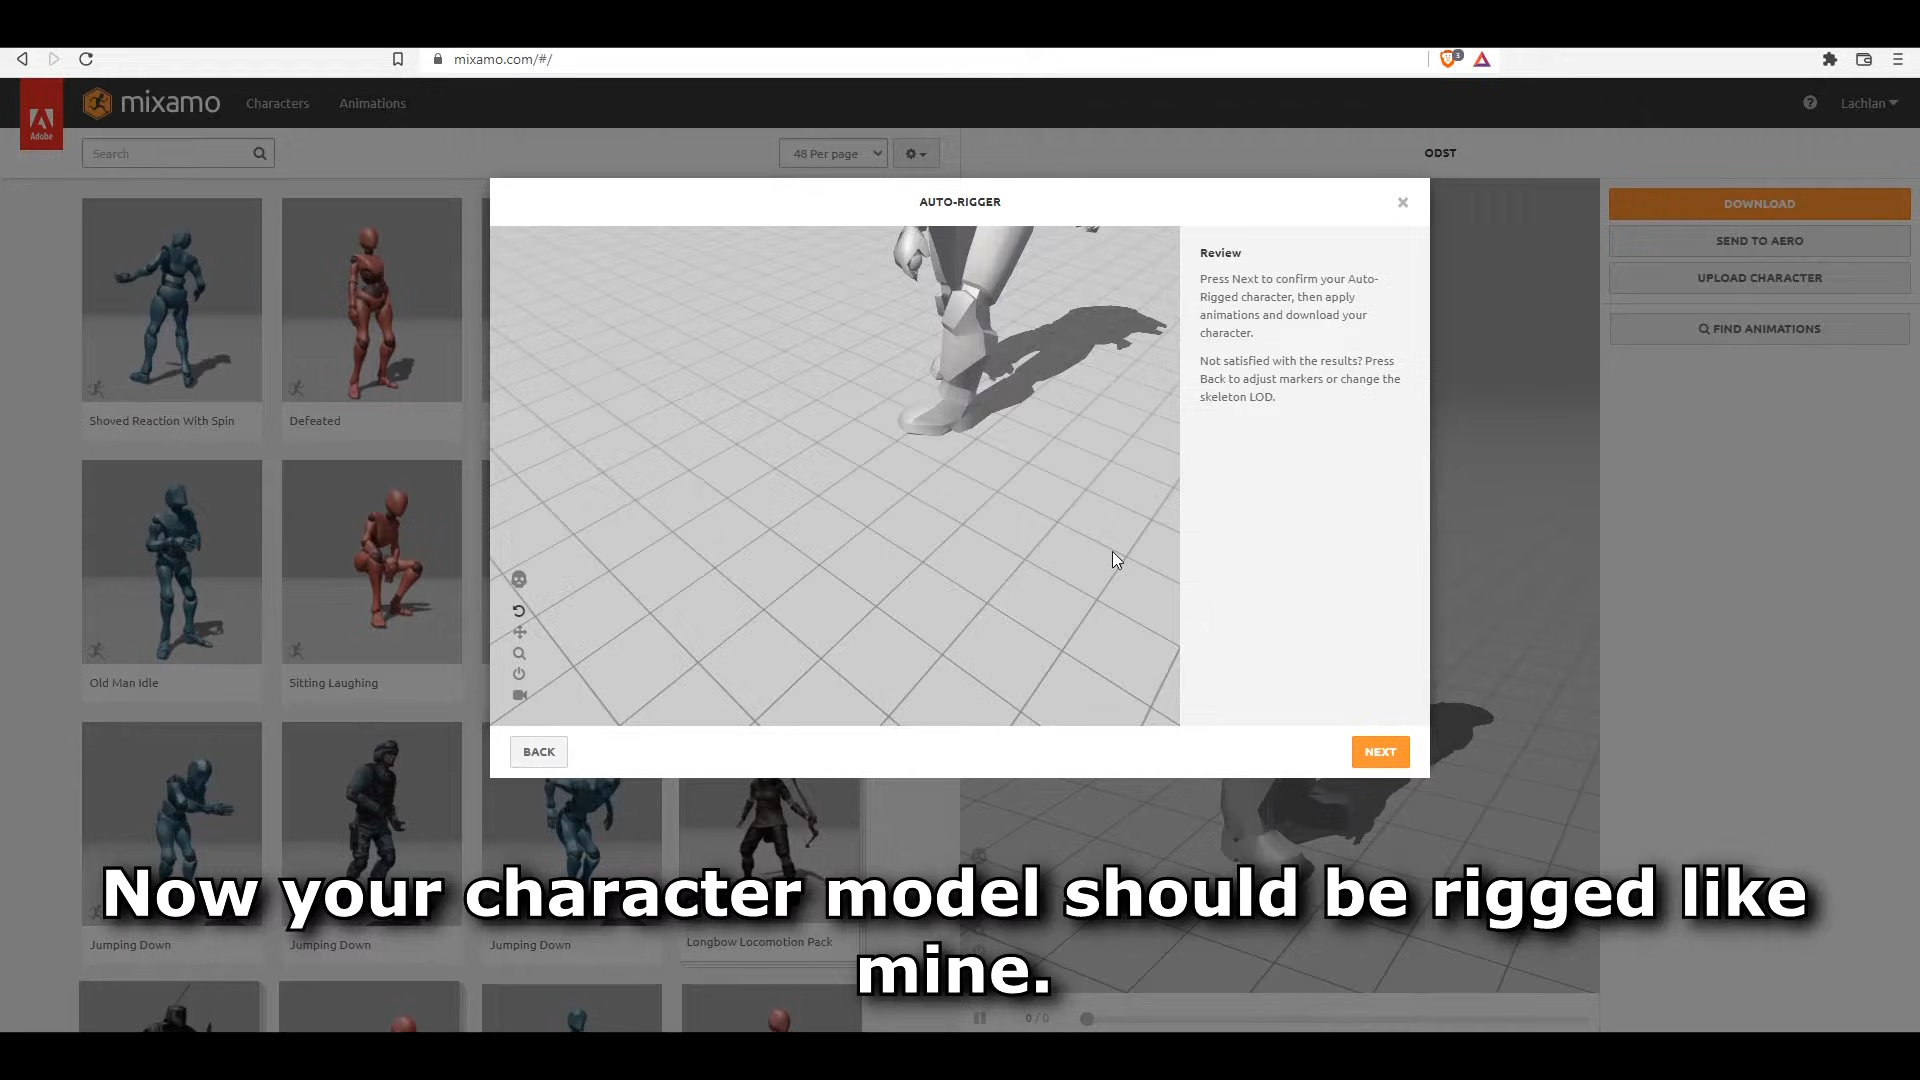 mixamo.com/#/
3
Adobe
mixamo
Characters
Animations
Lachlan
Search
48 Per page
ODST
AUTO-RIGGER
DOWNLOAD
SEND TO AERO
UPLOAD CHARACTER
FIND ANIMATIONS
Review
Press Next to confirm your Auto-
Rigged character, then apply
animations and download your
character.
Not satisfied with the results? Press
Back to adjust markers or change the
skeleton LOD.
BACK
NEXT
Shoved Reaction With Spin
Defeated
Old Man Idle
Sitting Laughing
Jumping Down
Jumping Down
Jumping Down
Longbow Locomotion Pack
Now your character model should be rigged like
mine.
0 / 0